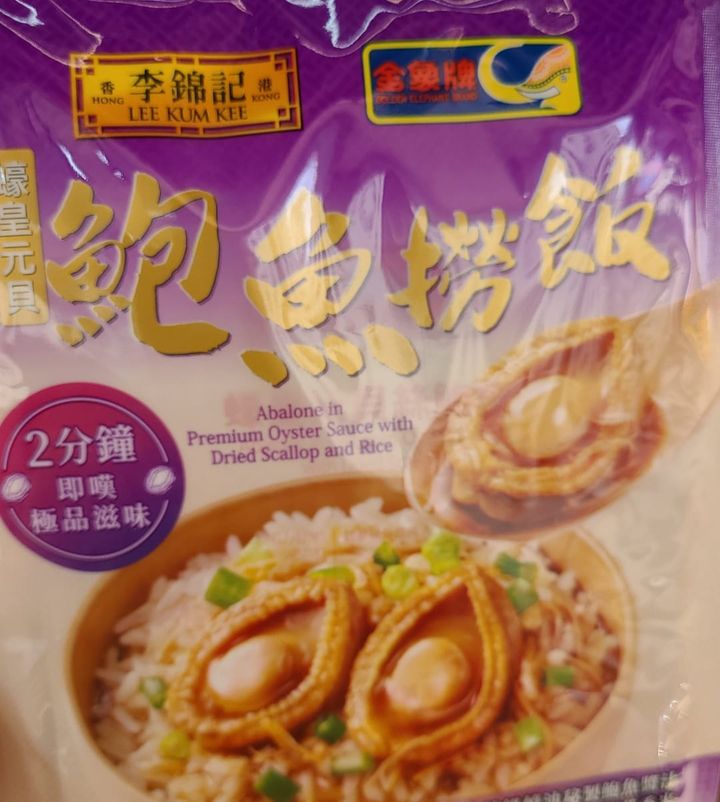 香 李錦記 港
HONG LEE KUM KEE KONG
金象牌
GOLDEN ELEPHANT BRAND
蠔皇元貝
鮑魚撈飯
Abalone in
Premium Oyster Sauce with
Dried Scallop and Rice
2分鐘
即嘆
極品滋味